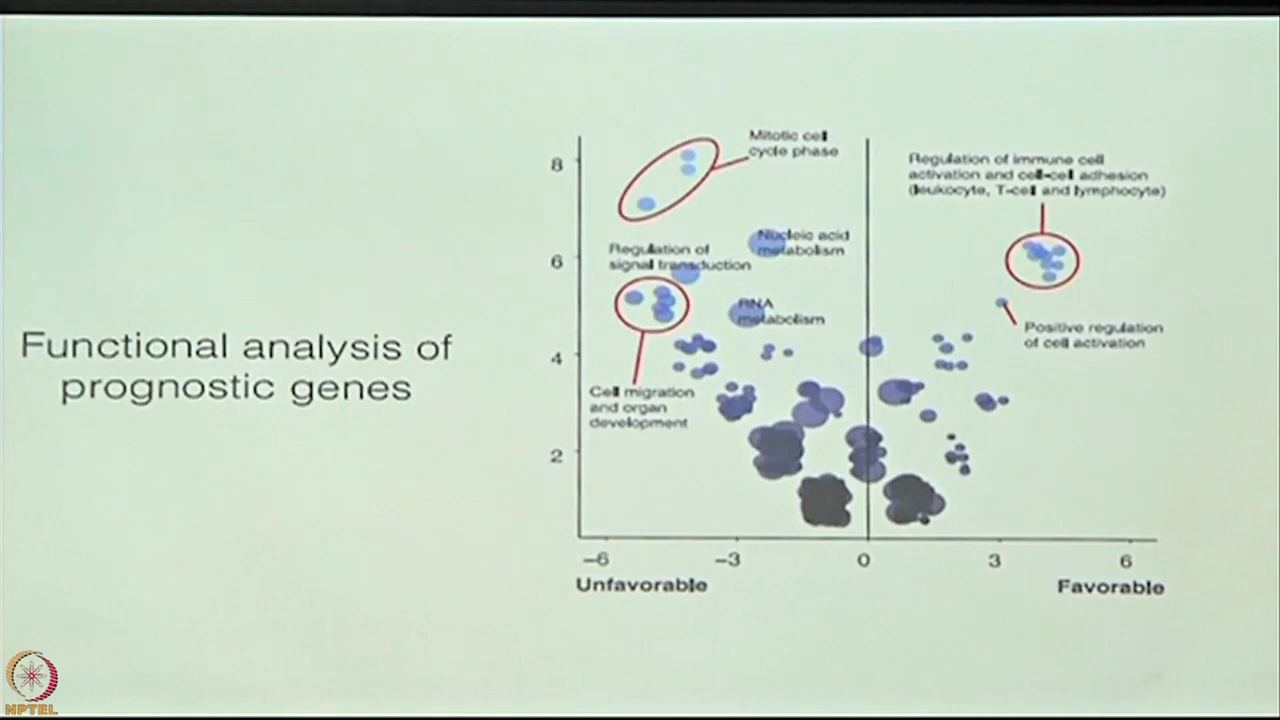 Functional analysis of
prognostic genes
8
6
4
2
Mitotic cell
cycle phase
Nucleic acid
metabolism
Regulation of
signal transduction
RNA
metabolism
Cell migration
and organ
development
Regulation of immune cell
activation and cell-cell adhesion
(leukocyte, T-cell and lymphocyte)
Positive regulation
of cell activation
–6
–3
0
3
6
Unfavorable
Favorable
NPTEL